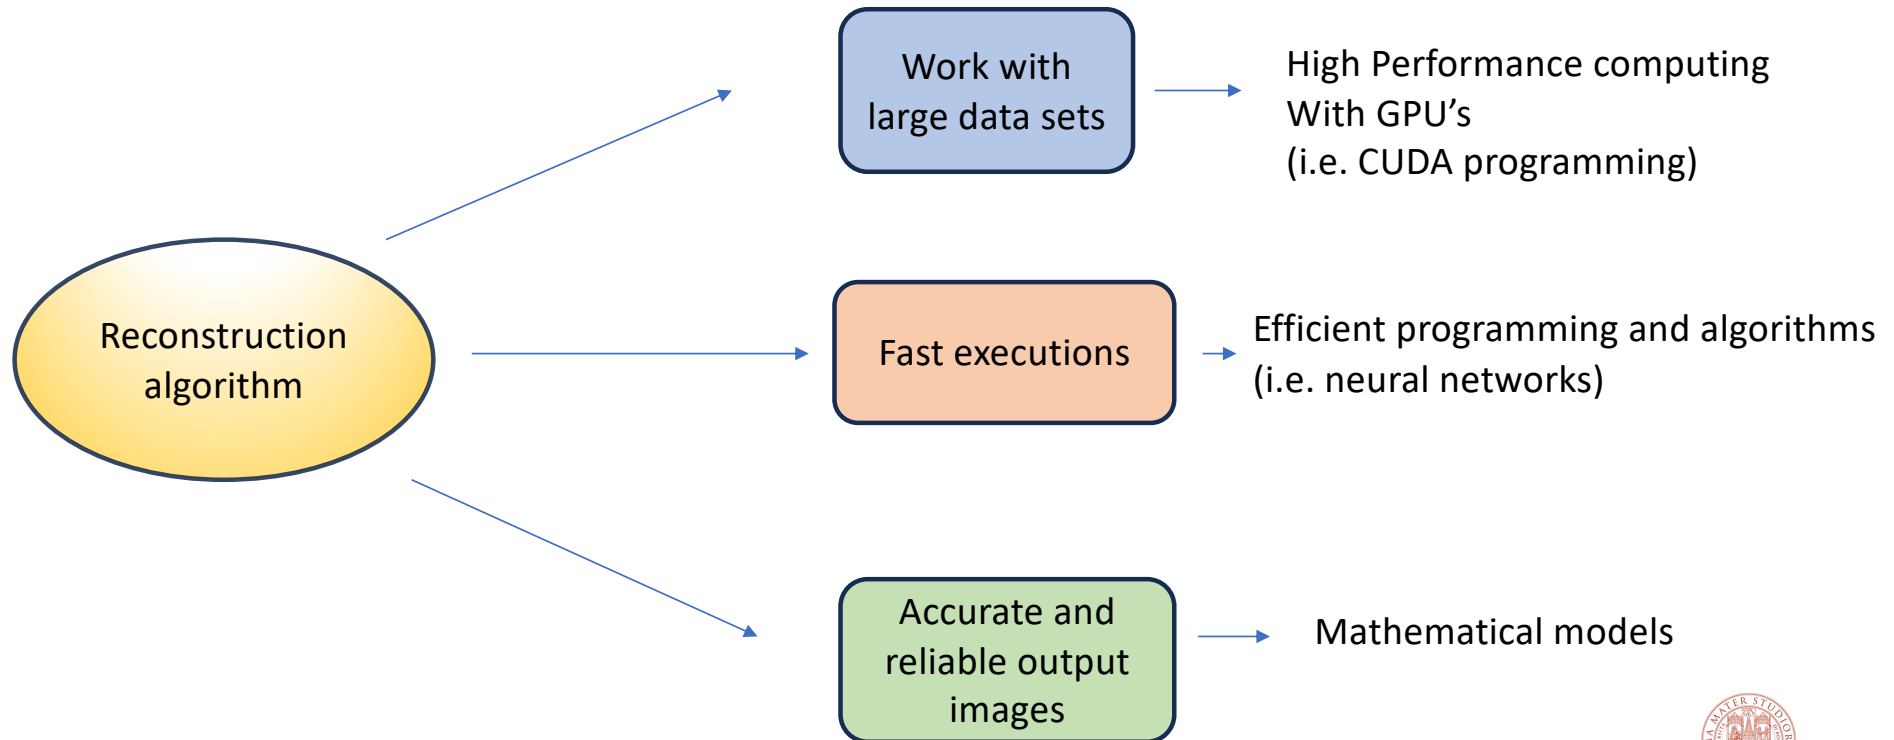 Reconstruction
algorithm
Work with
large data sets
High Performance computing
With GPU’s
(i.e. CUDA programming)
Fast executions
Efficient programming and algorithms
(i.e. neural networks)
Accurate and
reliable output
images
Mathematical models